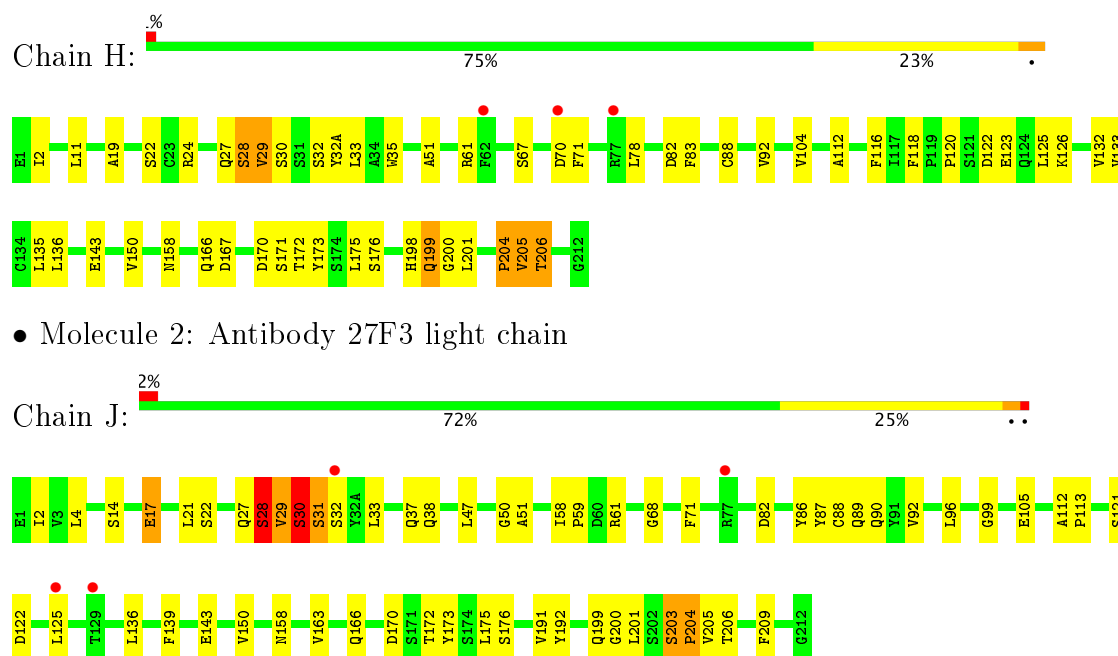 .%
Chain H:
75% 23% •
E1 I2 L11 A19 S22 C23 R24 Q27 S28 V29 S30 S31 S32 Y32A L33 A34 W35 A51 R61 F62 S67 D70 F71 R77 L78 D82 F83 C88 V92 V104 A112 F116 I117 F118 P119 P120 S121 D122 E123 Q124 L125 K126 V132 V133
C134 L135 L136 E143 V150 N158 Q166 D167 D170 S171 T172 Y173 S174 L175 S176 H198 Q199 G200 L201 P204 V205 T206 G212
• Molecule 2: Antibody 27F3 light chain
2%
Chain J:
72% 25% • •
E1 I2 V3 L4 S14 E17 L21 S22 Q27 S28 V29 S30 S31 S32 Y32A L33 Q37 Q38 L47 G50 A51 I58 P59 D60 R61 G68 F71 R77 D82 Y86 Y87 C88 Q89 Q90 Y91 V92 L96 G99 E105 A112 P113 S121
D122 L125 T129 L136 F139 E143 V150 N158 V163 Q166 D170 S171 T172 Y173 S174 L175 S176 V191 Y192 Q199 G200 L201 S202 S203 P204 V205 T206 F209 G212